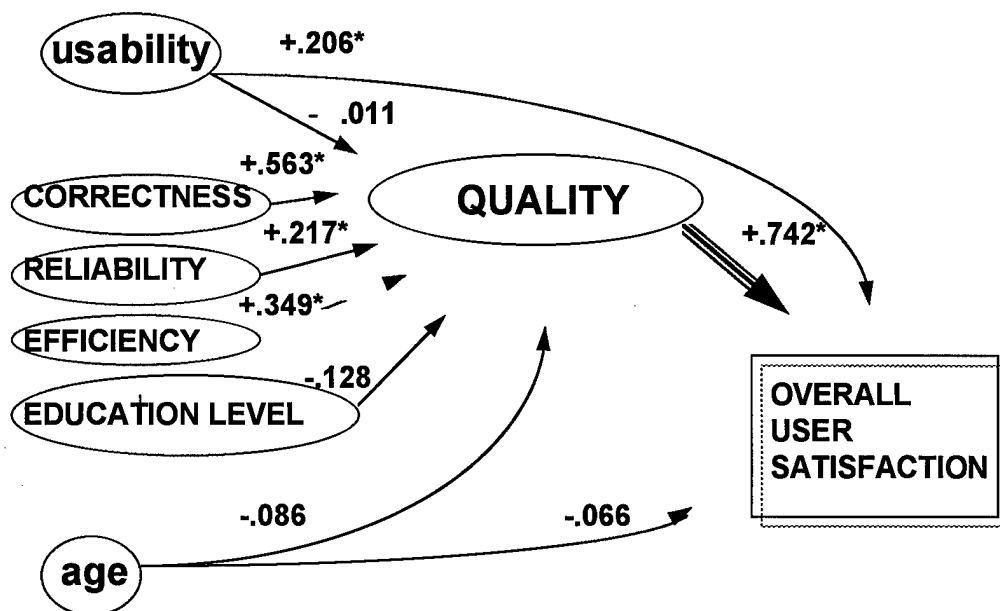 usability
+.206*
- .011
+.563*
CORRECTNESS
QUALITY
+.217*
+.742*
RELIABILITY
+.349*
EFFICIENCY
-.128
EDUCATION LEVEL
OVERALL
USER
SATISFACTION
-.086
-.066
age